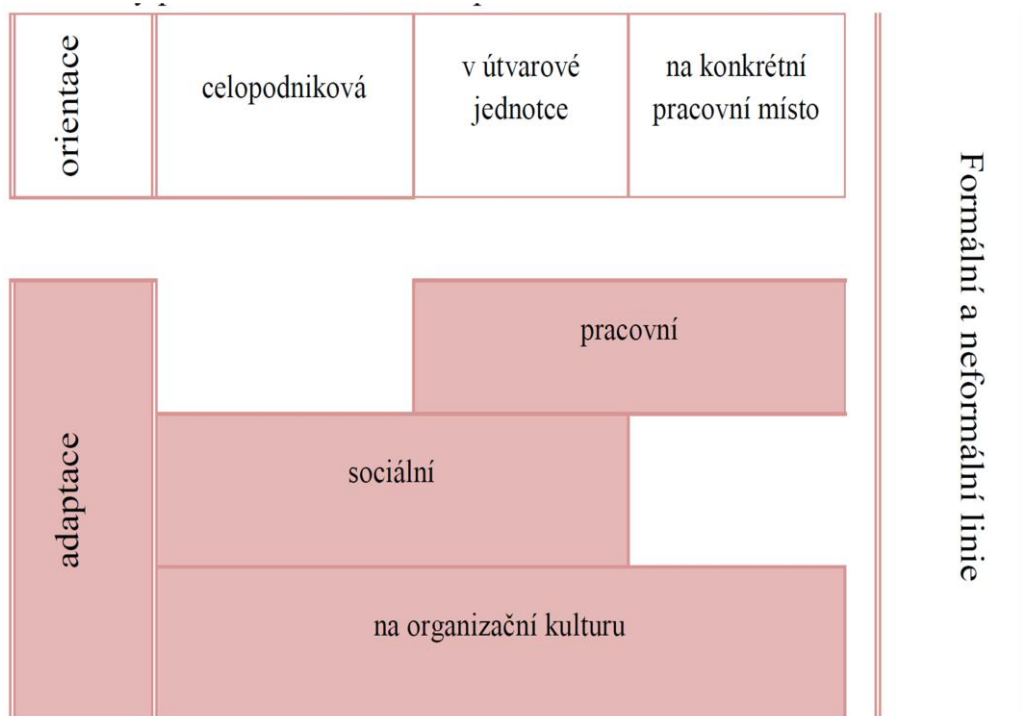 orientace
celopodniková
v útvarové
jednotce
na konkrétní
pracovní místo
adaptace
pracovní
sociální
na organizační kulturu
Formální a neformální linie